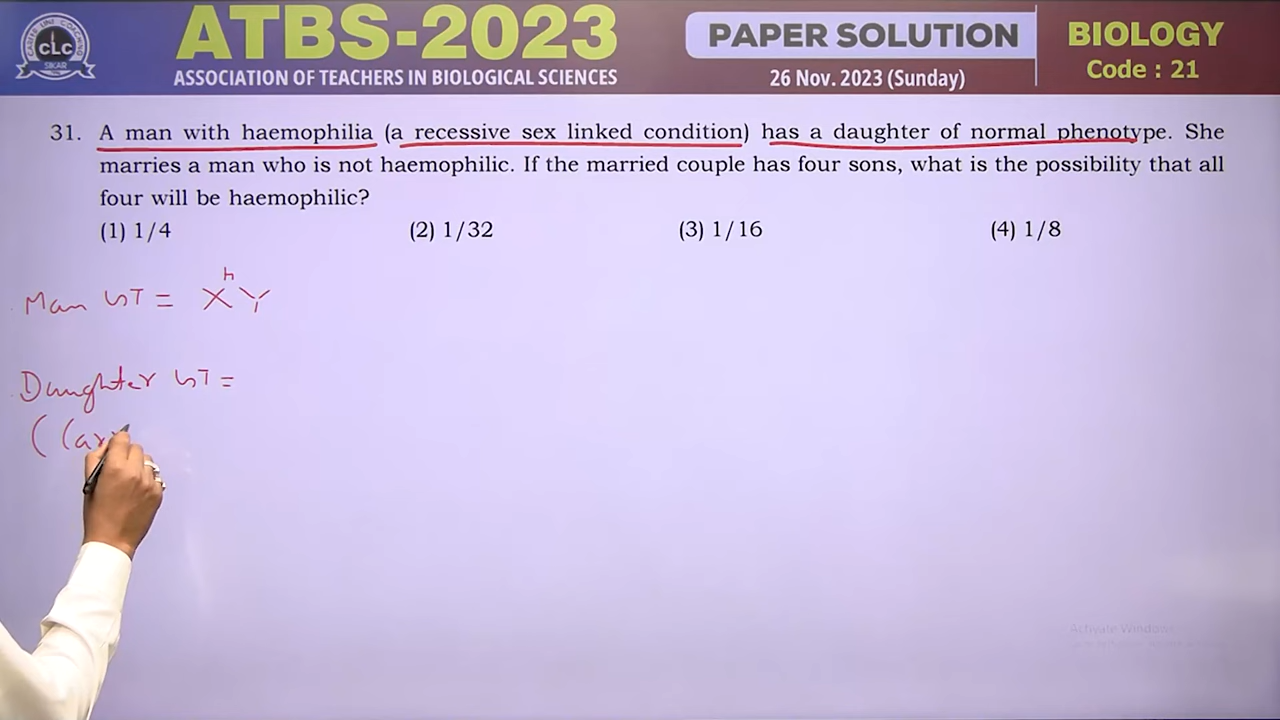 CLC
SIKAR
ATBS-2023
ASSOCIATION OF TEACHERS IN BIOLOGICAL SCIENCES
PAPER SOLUTION
26 Nov. 2023 (Sunday)
BIOLOGY
Code : 21
31. A man with haemophilia (a recessive sex linked condition) has a daughter of normal phenotype. She
marries a man who is not haemophilic. If the married couple has four sons, what is the possibility that all
four will be haemophilic?
(1) 1/4 (2) 1/32 (3) 1/16 (4) 1/8
Man GT = XʰY
Daughter GT =
Activate Windows